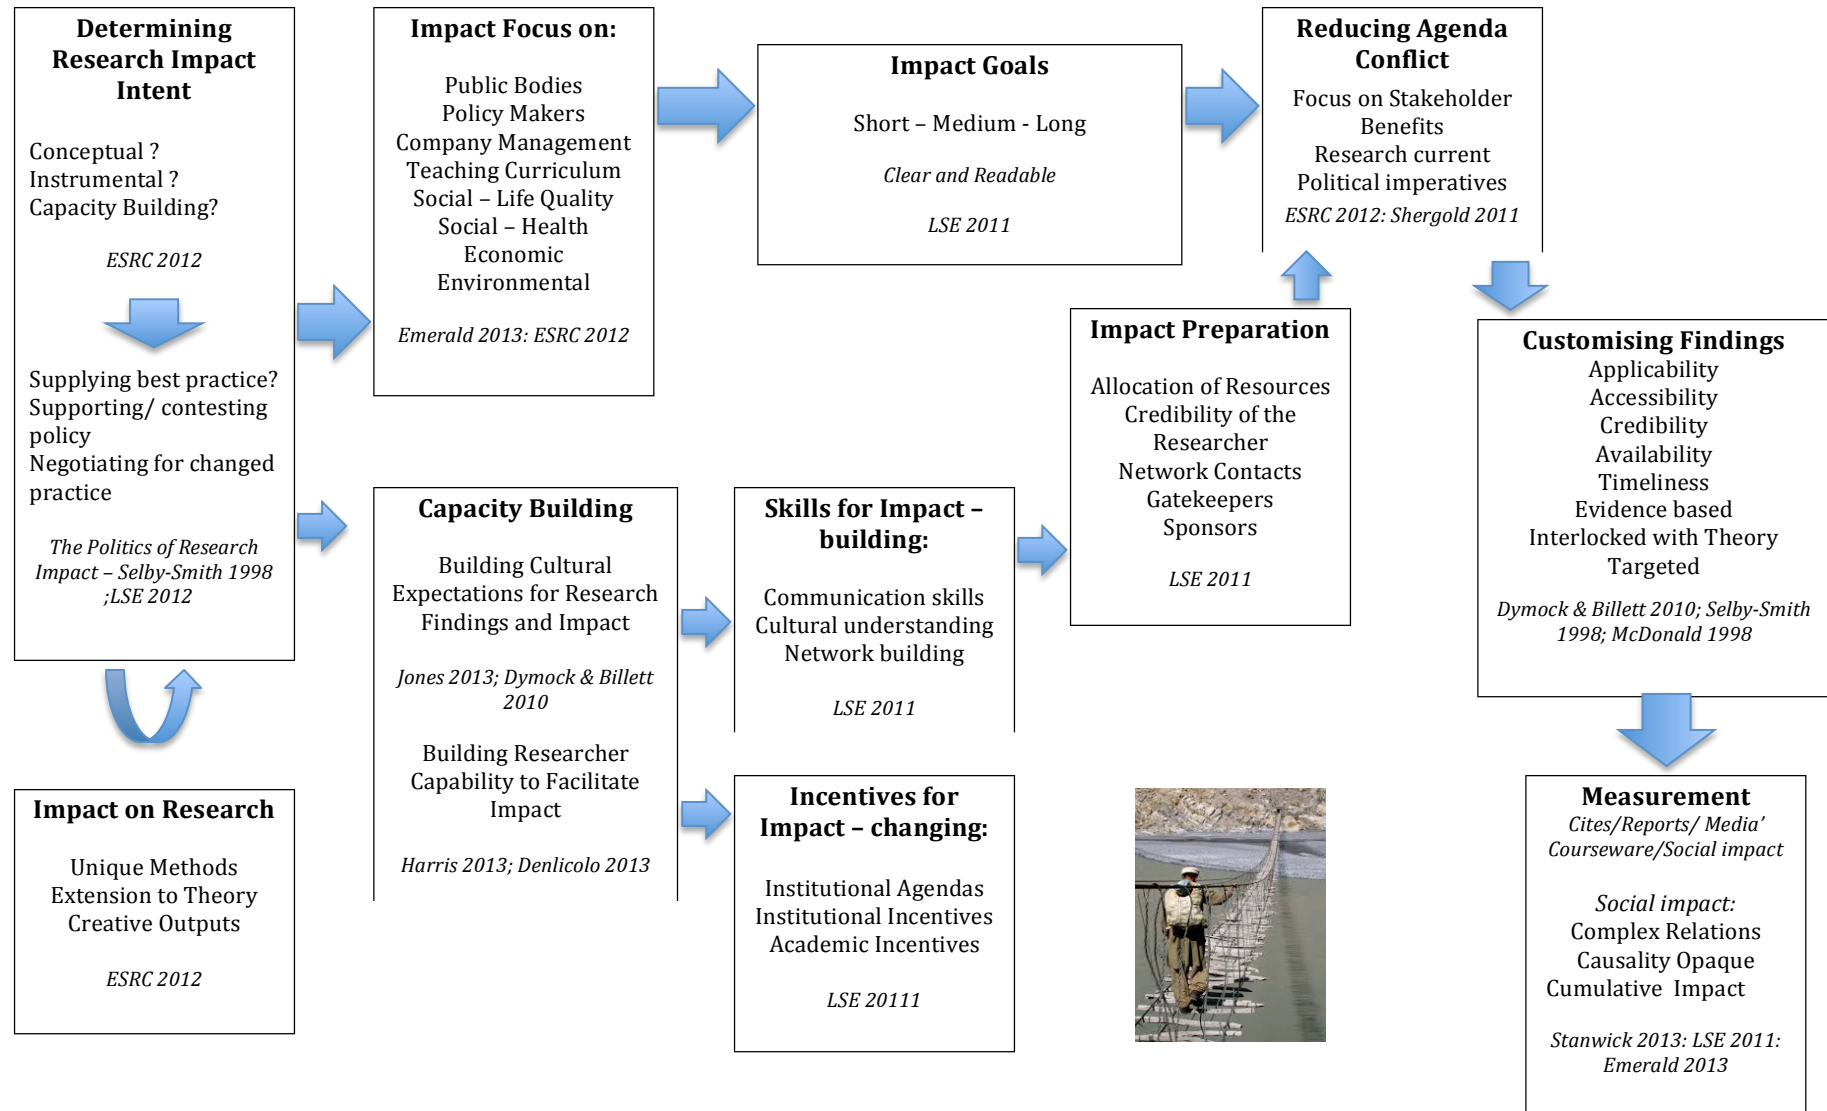 Determining
Research Impact
Intent
Conceptual ?
Instrumental ?
Capacity Building?
ESRC 2012
Supplying best practice?
Supporting/ contesting
policy
Negotiating for changed
practice
The Politics of Research
Impact – Selby-Smith 1998
;LSE 2012
Impact on Research
Unique Methods
Extension to Theory
Creative Outputs
ESRC 2012
Impact Focus on:
Public Bodies
Policy Makers
Company Management
Teaching Curriculum
Social – Life Quality
Social – Health
Economic
Environmental
Emerald 2013: ESRC 2012
Capacity Building
Building Cultural
Expectations for Research
Findings and Impact
Jones 2013; Dymock & Billett
2010
Building Researcher
Capability to Facilitate
Impact
Harris 2013; Denlicolo 2013
Impact Goals
Short – Medium - Long
Clear and Readable
LSE 2011
Skills for Impact –
building:
Communication skills
Cultural understanding
Network building
LSE 2011
Incentives for
Impact – changing:
Institutional Agendas
Institutional Incentives
Academic Incentives
LSE 20111
Impact Preparation
Allocation of Resources
Credibility of the
Researcher
Network Contacts
Gatekeepers
Sponsors
LSE 2011
Reducing Agenda
Conflict
Focus on Stakeholder
Benefits
Research current
Political imperatives
ESRC 2012: Shergold 2011
Customising Findings
Applicability
Accessibility
Credibility
Availability
Timeliness
Evidence based
Interlocked with Theory
Targeted
Dymock & Billett 2010; Selby-Smith
1998; McDonald 1998
Measurement
Cites/Reports/ Media’
Courseware/Social impact
Social impact:
Complex Relations
Causality Opaque
Cumulative  Impact
Stanwick 2013: LSE 2011:
Emerald 2013